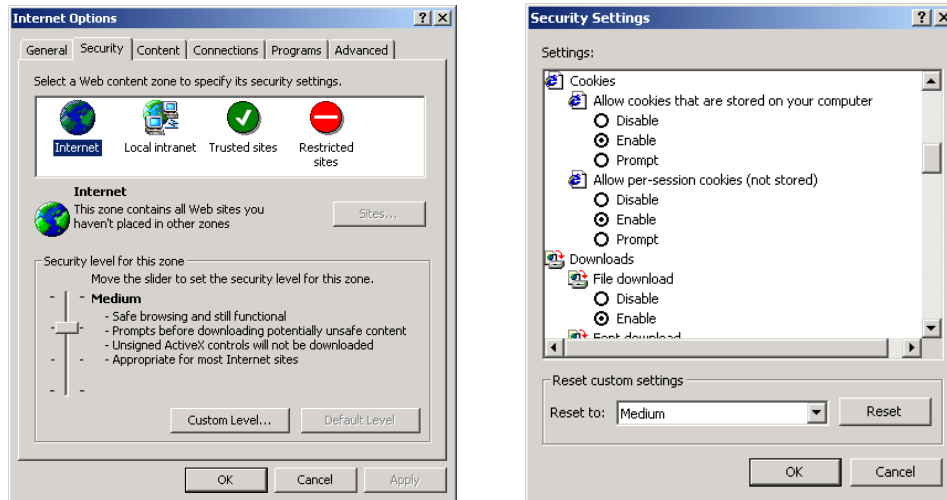 Internet Options
General Security Content Connections Programs Advanced
Select a Web content zone to specify its security settings.
Internet Local intranet Trusted sites Restricted
sites
Internet
This zone contains all Web sites you
haven't placed in other zones
Sites...
Security level for this zone
Move the slider to set the security level for this zone.
Medium
- Safe browsing and still functional
- Prompts before downloading potentially unsafe content
- Unsigned ActiveX controls will not be downloaded
- Appropriate for most Internet sites
Custom Level... Default Level
OK Cancel Apply
Security Settings
Settings:
Cookies
Allow cookies that are stored on your computer
Disable
Enable
Prompt
Allow per-session cookies (not stored)
Disable
Enable
Prompt
Downloads
File download
Disable
Enable
Font download
Reset custom settings
Reset to: Medium Reset
OK Cancel